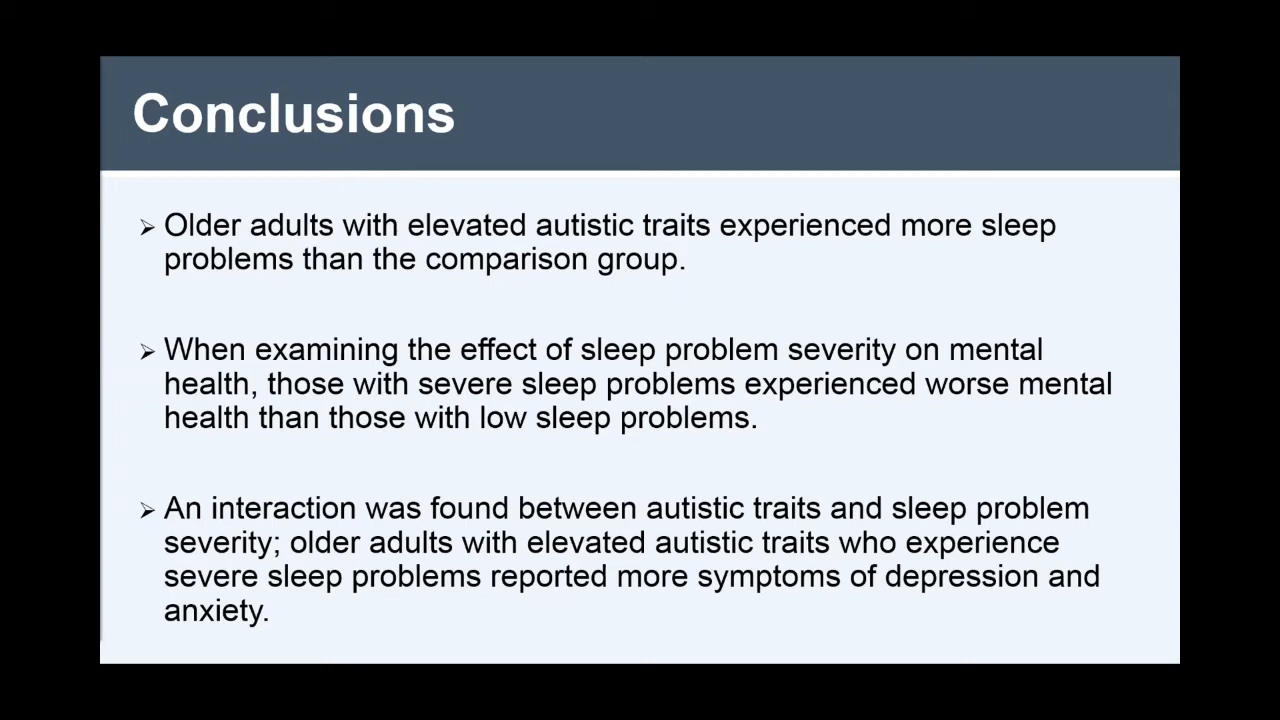 Conclusions
Older adults with elevated autistic traits experienced more sleep
problems than the comparison group.
When examining the effect of sleep problem severity on mental
health, those with severe sleep problems experienced worse mental
health than those with low sleep problems.
An interaction was found between autistic traits and sleep problem
severity; older adults with elevated autistic traits who experience
severe sleep problems reported more symptoms of depression and
anxiety.